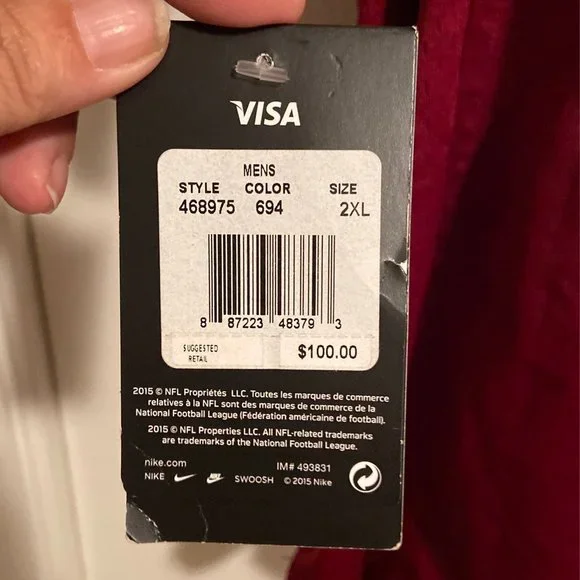 VISA
MENS
STYLE COLOR SIZE
468975 694 2XL
8 87223 48379 3
SUGGESTED
RETAIL
$100.00
2015 © NFL Propriétés LLC. Toutes les marques de commerce
relatives à la NFL sont des marques de commerce de la
National Football League (Fédération américaine de football).
2015 © NFL Properties LLC. All NFL-related trademarks
are trademarks of the National Football League.
nike.com IM# 493831
NIKE SWOOSH © 2015 Nike